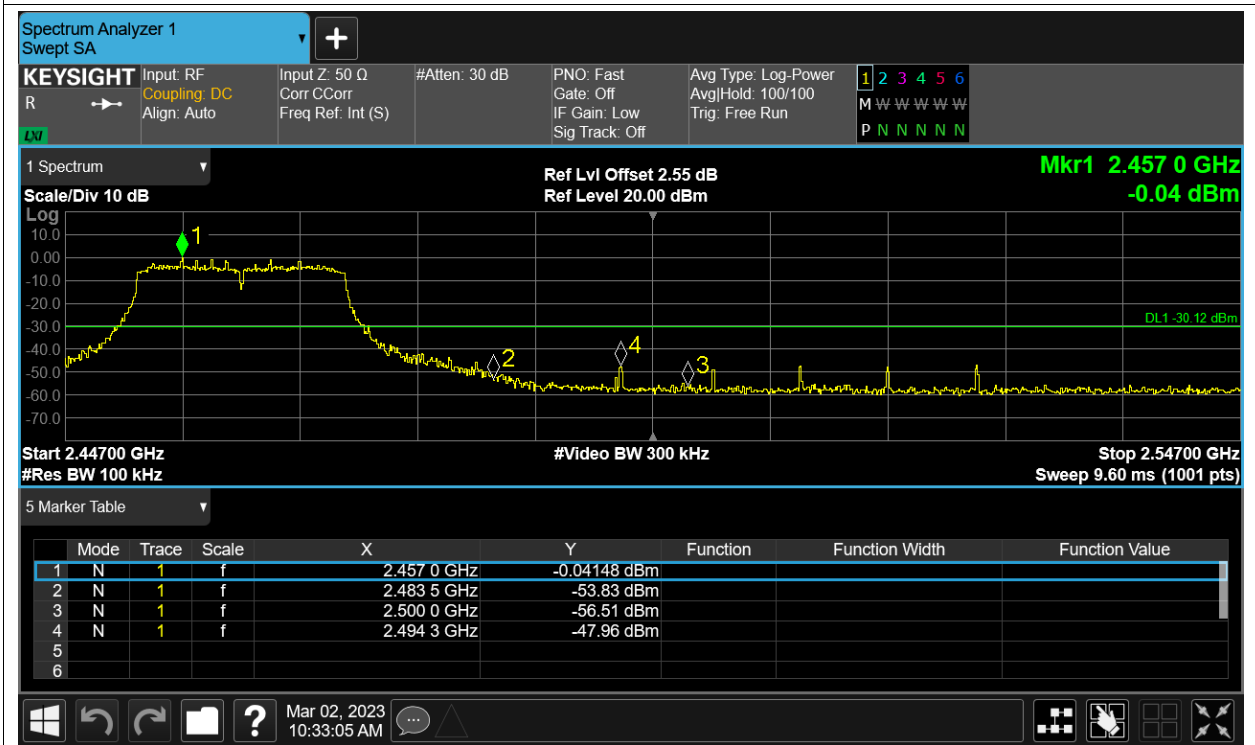 Spectrum Analyzer 1
Swept SA
KEYSIGHT Input: RF Input Z: 50 Ω #Atten: 30 dB PNO: Fast Avg Type: Log-Power 1 2 3 4 5 6
R Coupling: DC Corr CCorr Gate: Off Avg|Hold: 100/100 M W W W W W
Align: Auto Freq Ref: Int (S) IF Gain: Low Trig: Free Run
LXI Sig Track: Off P N N N N N
1 Spectrum Ref Lvl Offset 2.55 dB Mkr1 2.457 0 GHz
Scale/Div 10 dB Ref Level 20.00 dBm -0.04 dBm
Log
10.0
1
0.00
-10.0
-20.0
-30.0 DL1 -30.12 dBm
-40.0 4
2
-50.0 3
-60.0
-70.0
Start 2.44700 GHz #Video BW 300 kHz Stop 2.54700 GHz
#Res BW 100 kHz Sweep 9.60 ms (1001 pts)
5 Marker Table
Mode Trace Scale X Y Function Function Width Function Value
1 N 1 f 2.457 0 GHz -0.04148 dBm
2 N 1 f 2.483 5 GHz -53.83 dBm
3 N 1 f 2.500 0 GHz -56.51 dBm
4 N 1 f 2.494 3 GHz -47.96 dBm
5
6
? Mar 02, 2023
10:33:05 AM